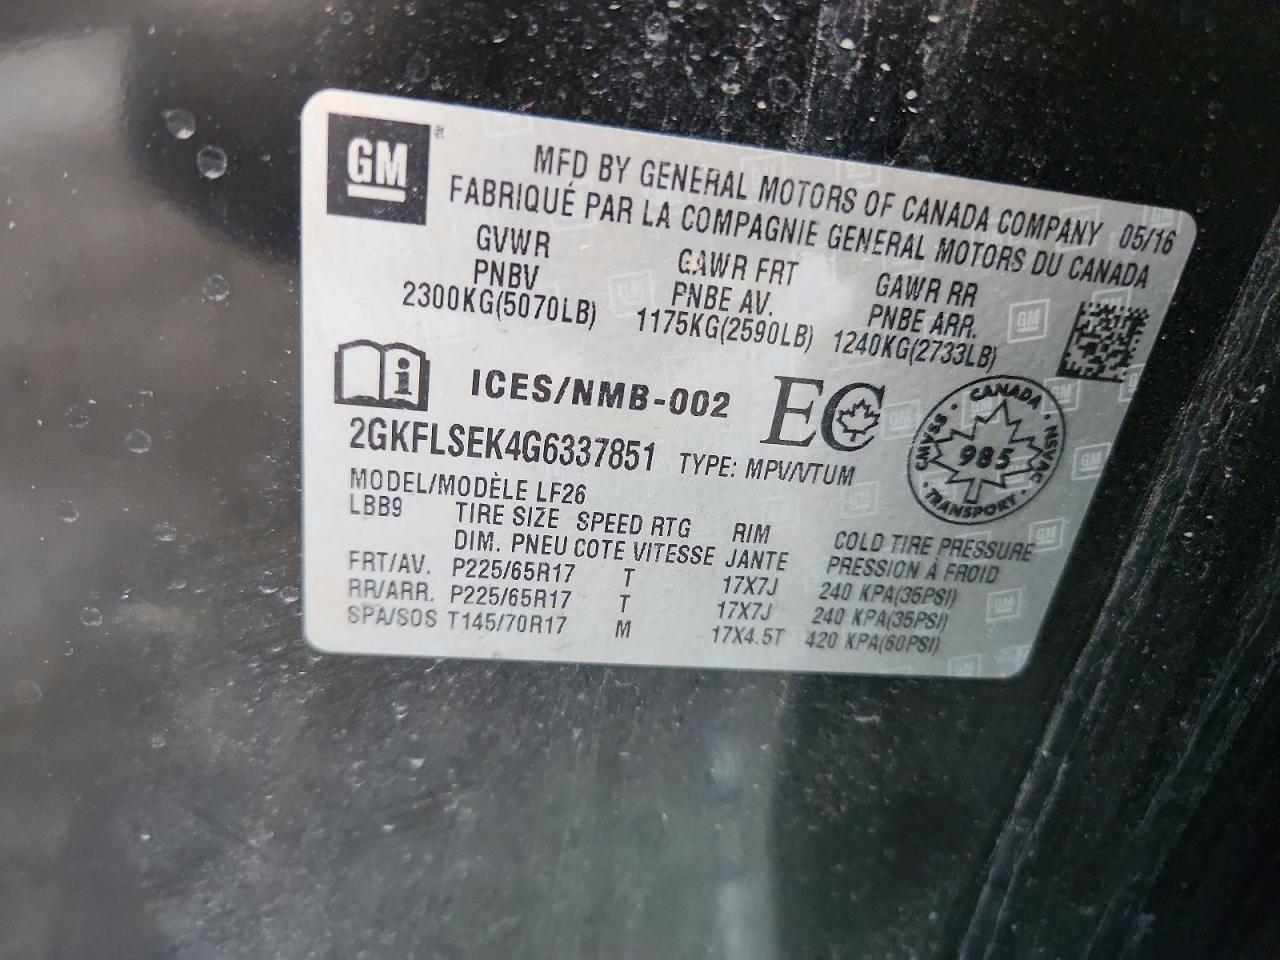 GM®
MFD BY GENERAL MOTORS OF CANADA COMPANY 05/16
FABRIQUÉ PAR LA COMPAGNIE GENERAL MOTORS DU CANADA
GVWR GAWR FRT GAWR RR
PNBV PNBE AV. PNBE ARR.
2300KG(5070LB) 1175KG(2590LB) 1240KG(2733LB)
i ICES/NMB-002 EC
CANADA
CMVSS · NSVAC
985
· TRANSPORT ·
2GKFLSEK4G6337851 TYPE: MPV/VTUM
MODEL/MODÈLE LF26
LBB9 TIRE SIZE SPEED RTG RIM COLD TIRE PRESSURE
DIM. PNEU COTE VITESSE JANTE PRESSION À FROID
FRT/AV. P225/65R17 T 17X7J 240 KPA(35PSI)
RR/ARR. P225/65R17 T 17X7J 240 KPA(35PSI)
SPA/SOS T145/70R17 M 17X4.5T 420 KPA(60PSI)